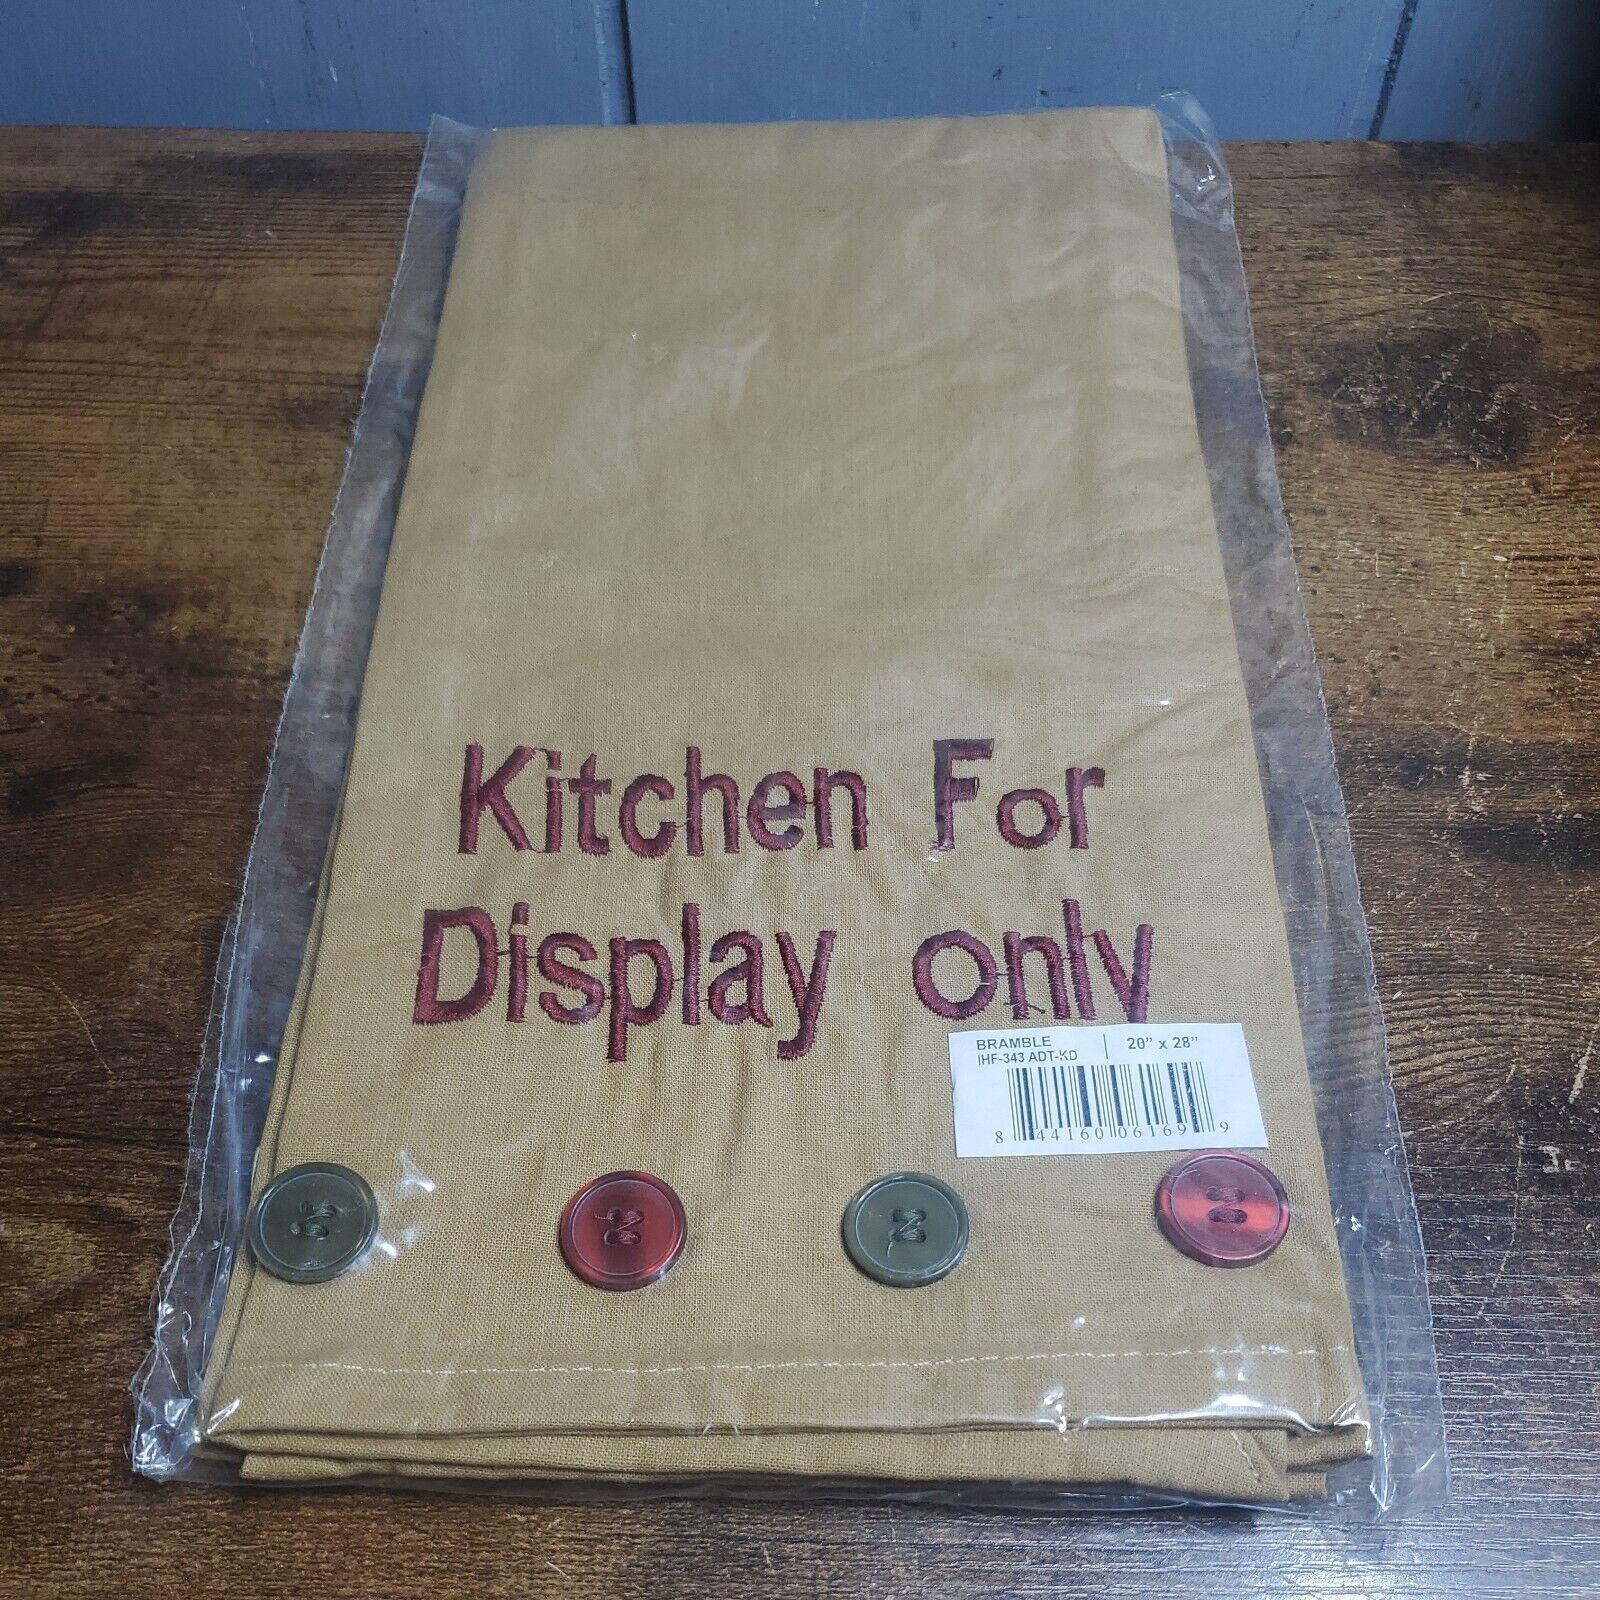 Kitchen For
Display only
BRAMBLE | 20" x 28"
IHF-343 ADT-KD
8 44160 06169 9